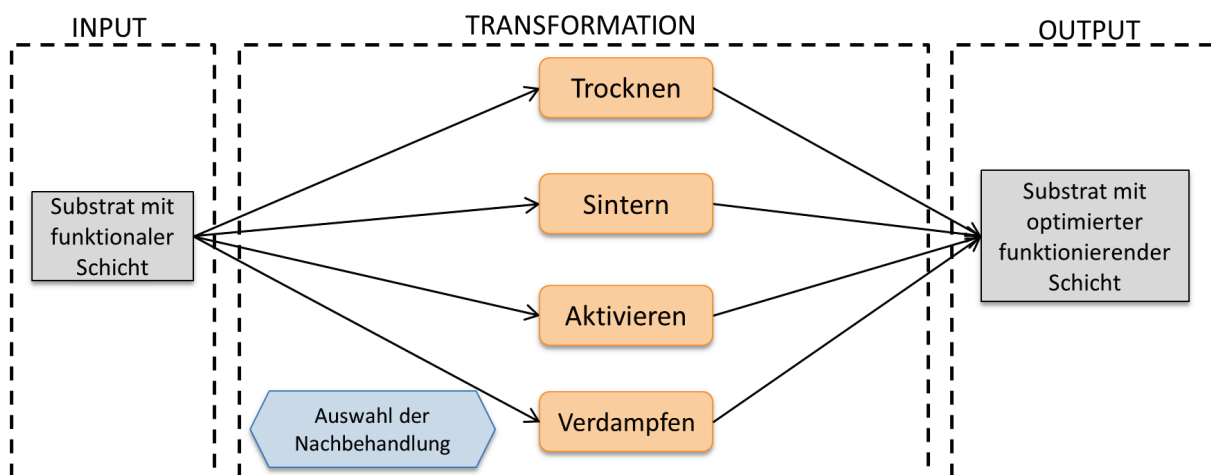 INPUT
TRANSFORMATION
OUTPUT
Substrat mit
funktionaler
Schicht
Trocknen
Sintern
Aktivieren
Verdampfen
Auswahl der
Nachbehandlung
Substrat mit
optimierter
funktionierender
Schicht